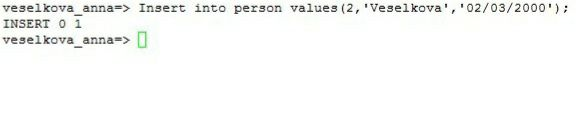 veselkova_anna=> Insert into person values(2,'Veselkova','02/03/2000');
INSERT 0 1
veselkova_anna=>